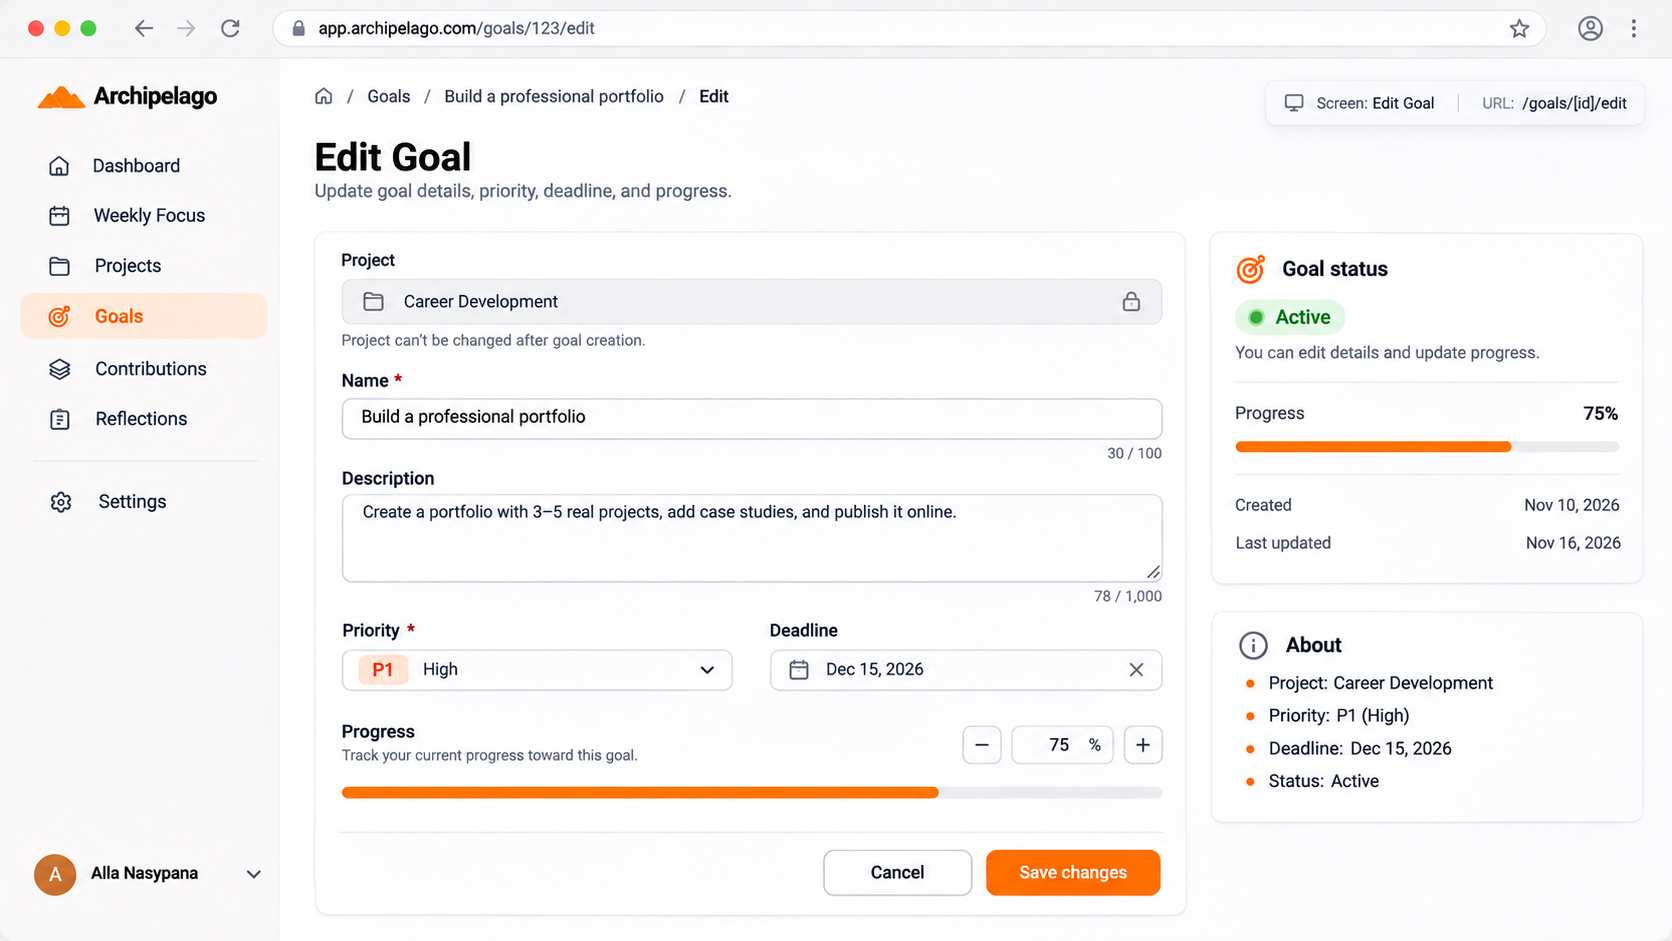 app.archipelago.com/goals/123/edit
Archipelago
Dashboard
Weekly Focus
Projects
Goals
Contributions
Reflections
Settings
A Alla Nasypana
/ Goals / Build a professional portfolio / Edit
Screen: Edit Goal | URL: /goals/[id]/edit
Edit Goal
Update goal details, priority, deadline, and progress.
Project
Career Development
Project can't be changed after goal creation.
Name *
Build a professional portfolio
30 / 100
Description
Create a portfolio with 3–5 real projects, add case studies, and publish it online.
78 / 1,000
Priority *
P1 High
Deadline
Dec 15, 2026
Progress
Track your current progress toward this goal.
− 75 % +
Cancel
Save changes
Goal status
Active
You can edit details and update progress.
Progress 75%
Created Nov 10, 2026
Last updated Nov 16, 2026
About
Project: Career Development
Priority: P1 (High)
Deadline: Dec 15, 2026
Status: Active